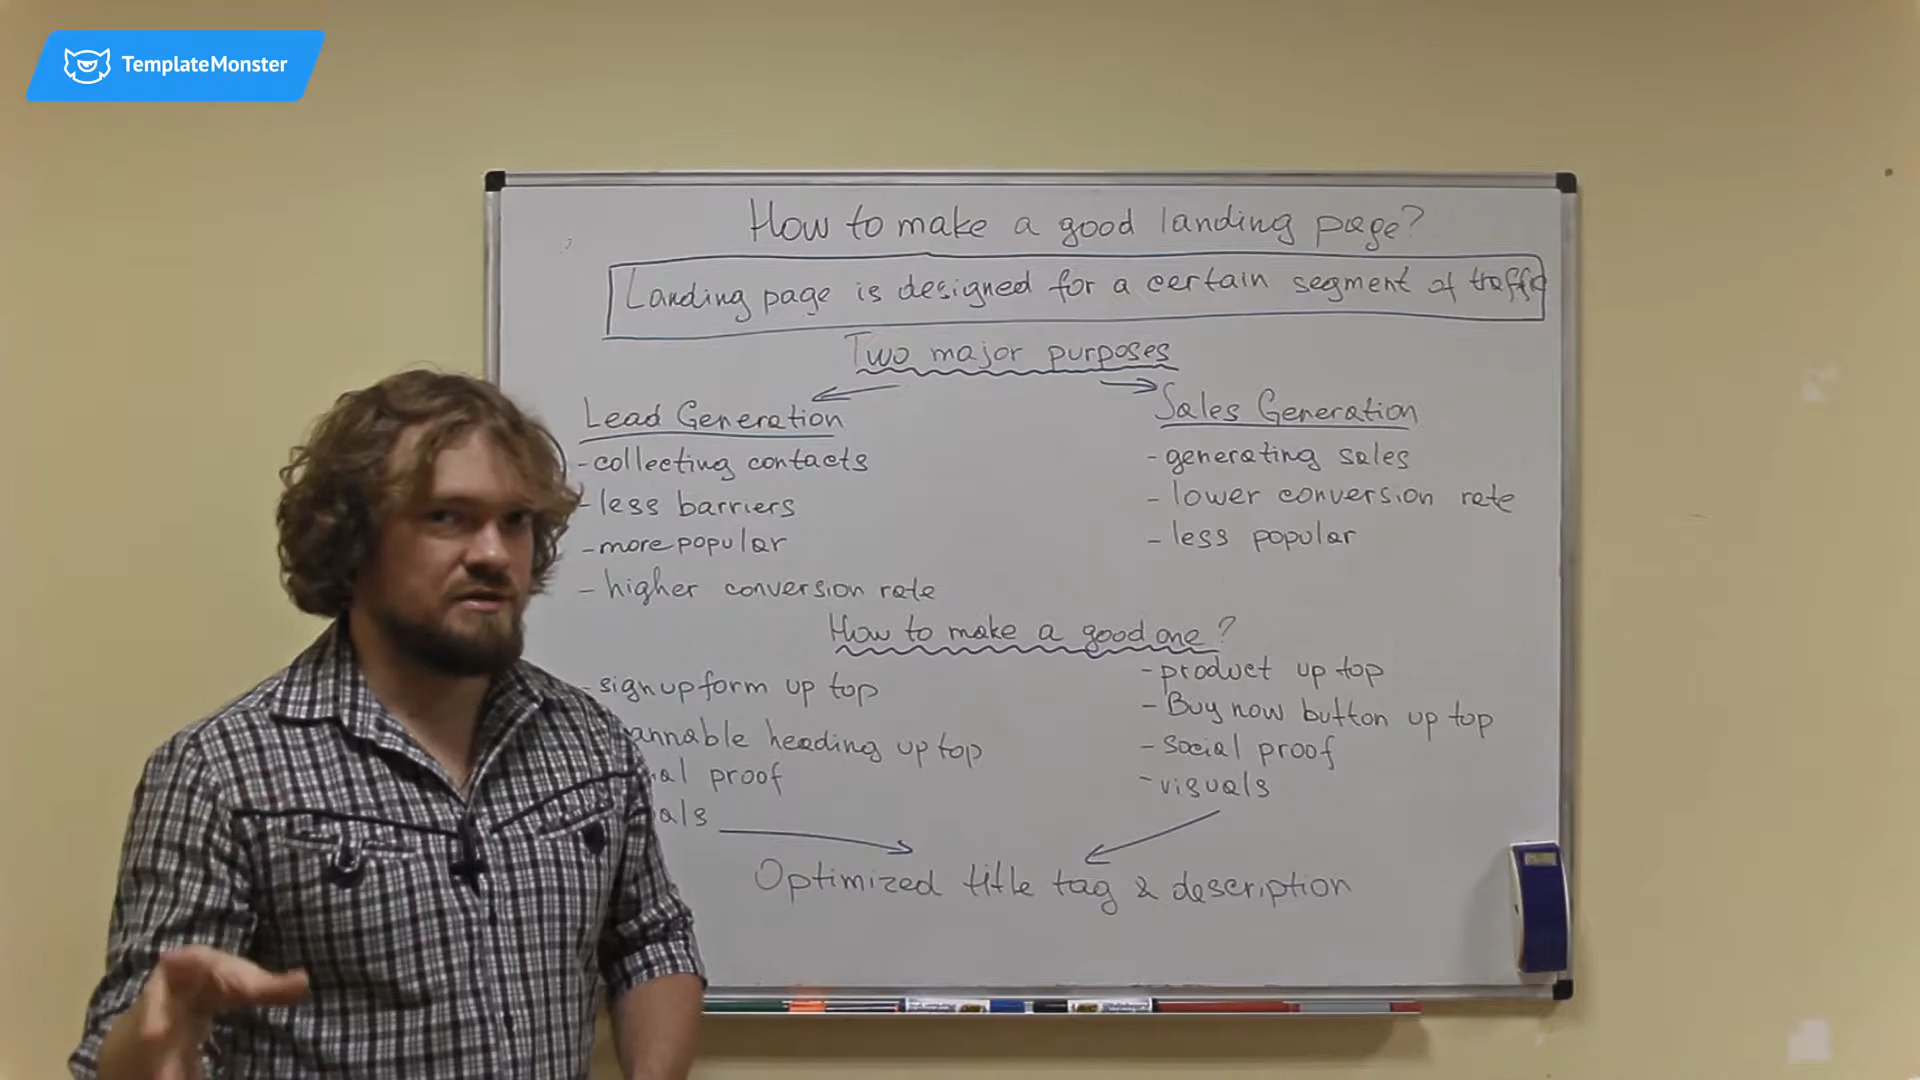 TemplateMonster
How to make a good landing page?
Landing page is designed for a certain segment of traffic
Two major purposes
Lead Generation
- collecting contacts
- less barriers
- more popular
- higher conversion rate
Sales Generation
- generating sales
- lower conversion rate
- less popular
How to make a good one?
- sign up form up top
heading up top
proof
- product up top
- Buy now button up top
- social proof
- visuals
Optimized title tag & description